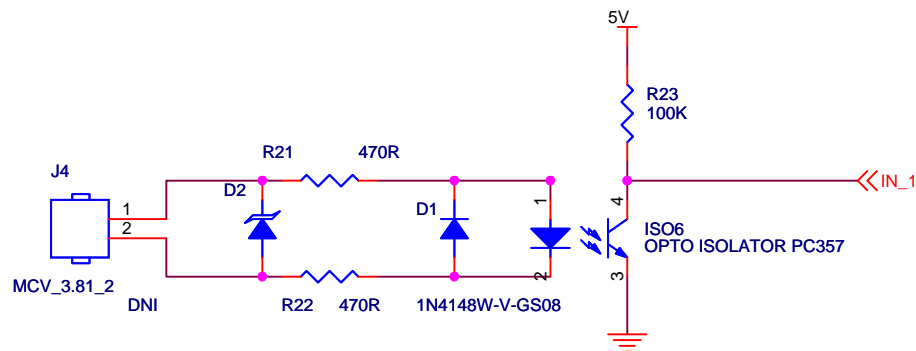 5V
R23
100K
R21 470R
J4
D2
1
2
D1
1
4
IN_1
ISO6
OPTO ISOLATOR PC357
2
3
MCV_3.81_2
DNI
R22 470R
1N4148W-V-GS08